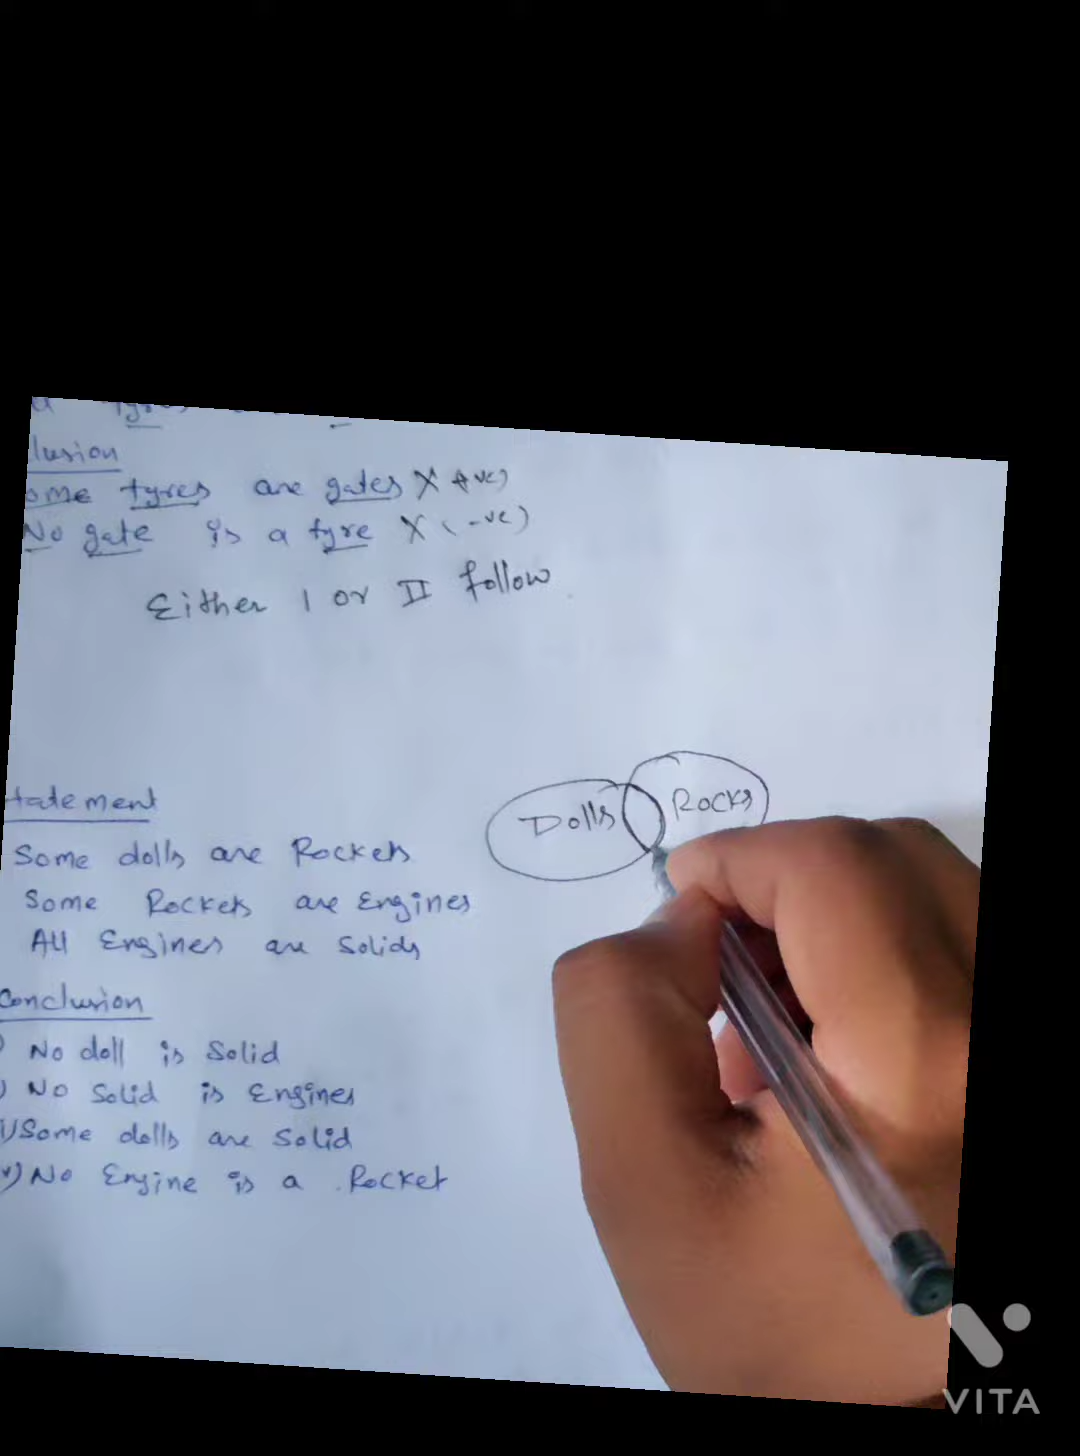 lusion
ome tyres are gates X +ve)
No gate is a tyre X (-ve)
Either I or II follow
tatement
Some dolls are Rockets
Some Rockets are Engines
All Engines are Solids
Dolls Rocks
Conclusion
) No doll is Solid
) No Solid is Engines
i) Some dolls are Solid
v) No Engine is a Rocket
VITA